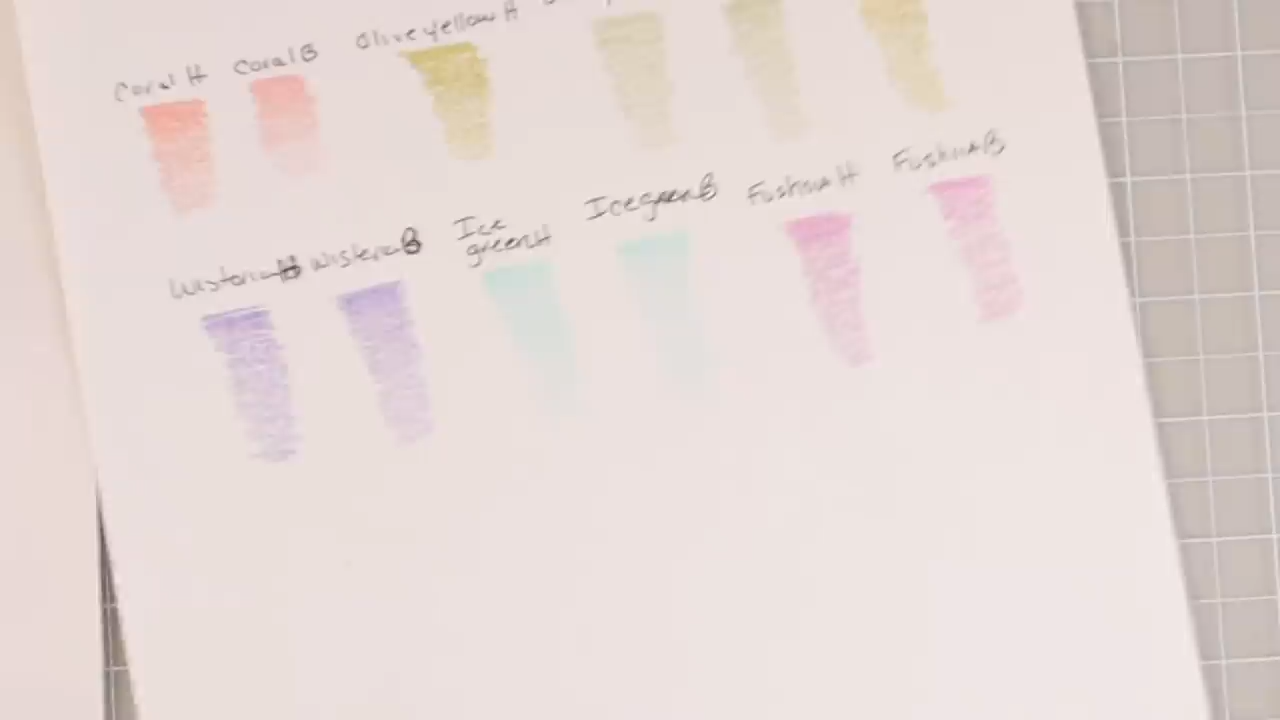 Coral H Coral B Olive yellow H
Wisteria H Wisteria B Ice
green H Ice green B Fushia H Fushia B